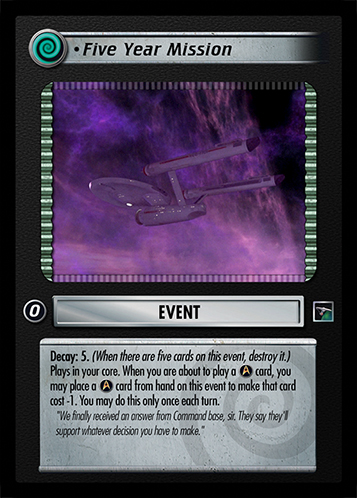 • Five Year Mission
0
EVENT
Decay: 5. (When there are five cards on this event, destroy it.)
Plays in your core. When you are about to play a card, you
may place a card from hand on this event to make that card
cost -1. You may do this only once each turn.
"We finally received an answer from Command base, sir. They say they'll
support whatever decision you have to make."